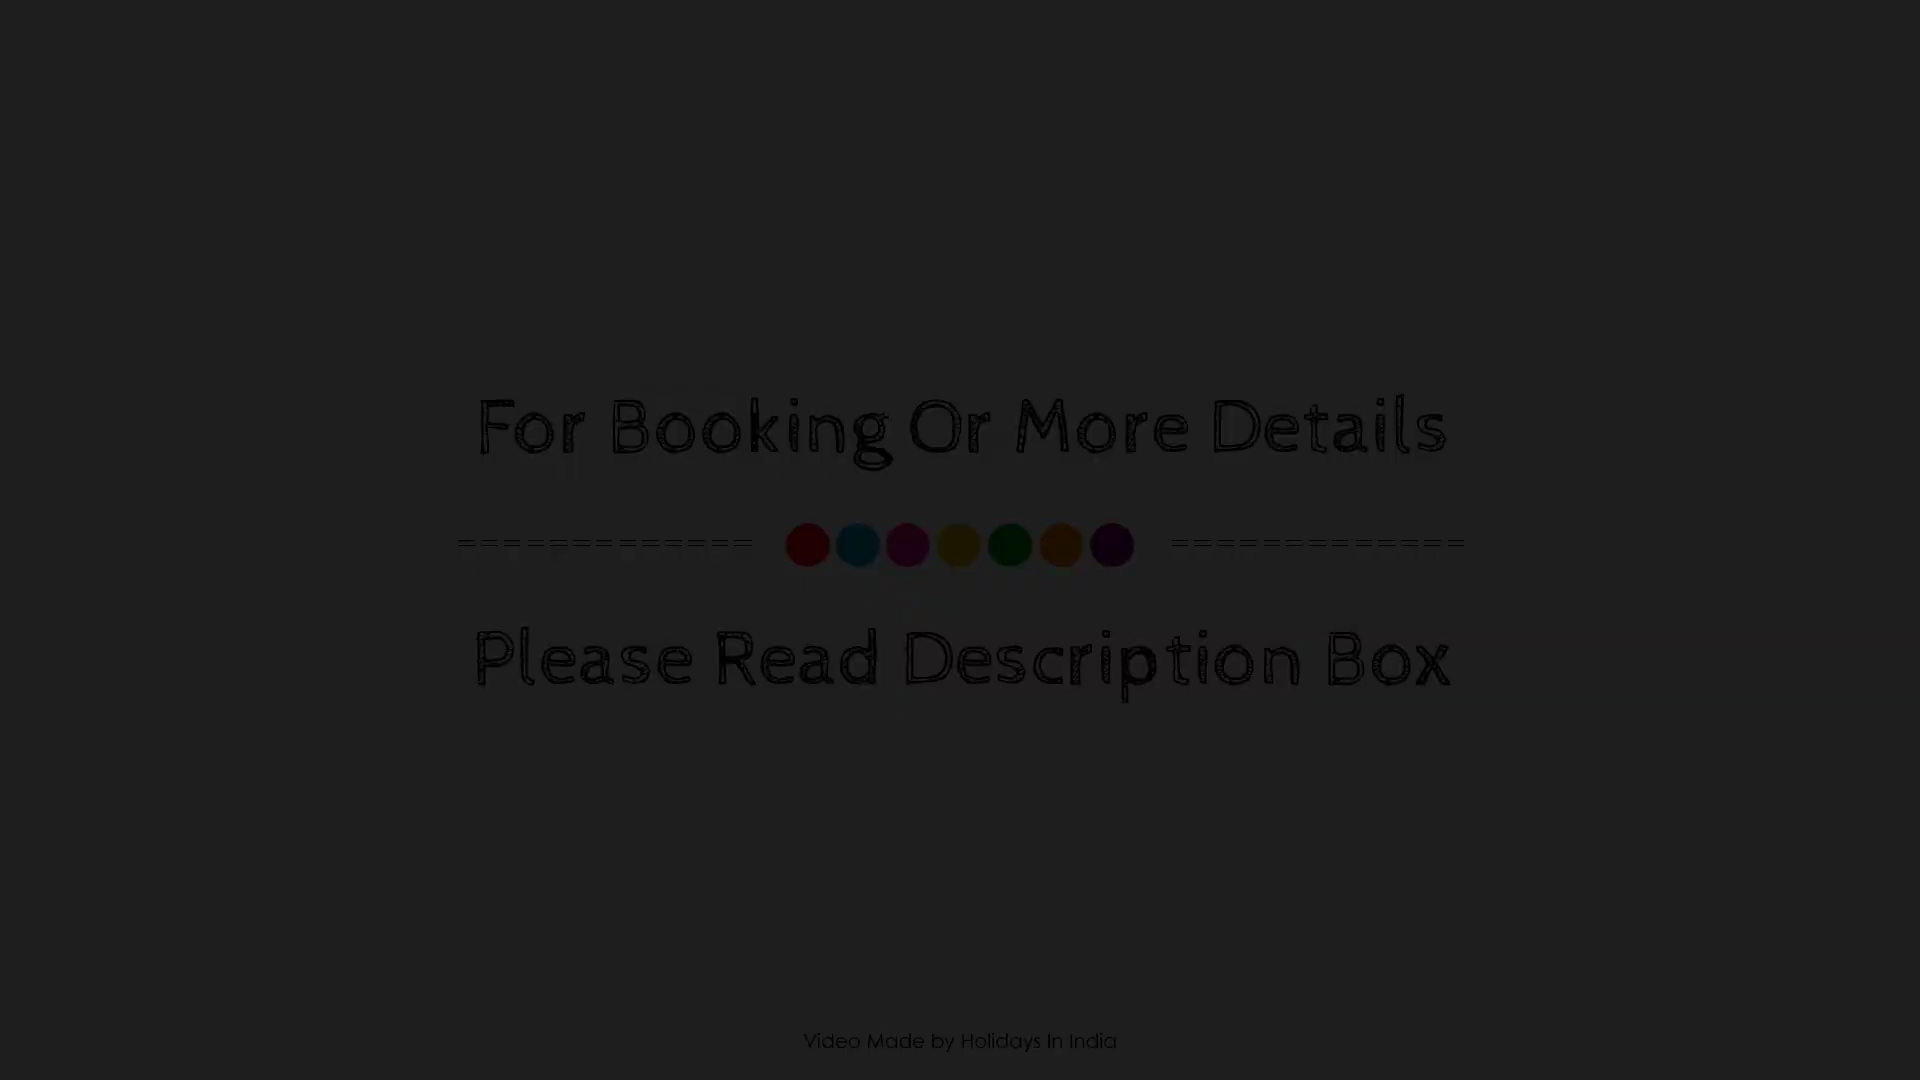 For Booking Or More Details
============= =============
Please Read Description Box
Video Made by Holidays In India